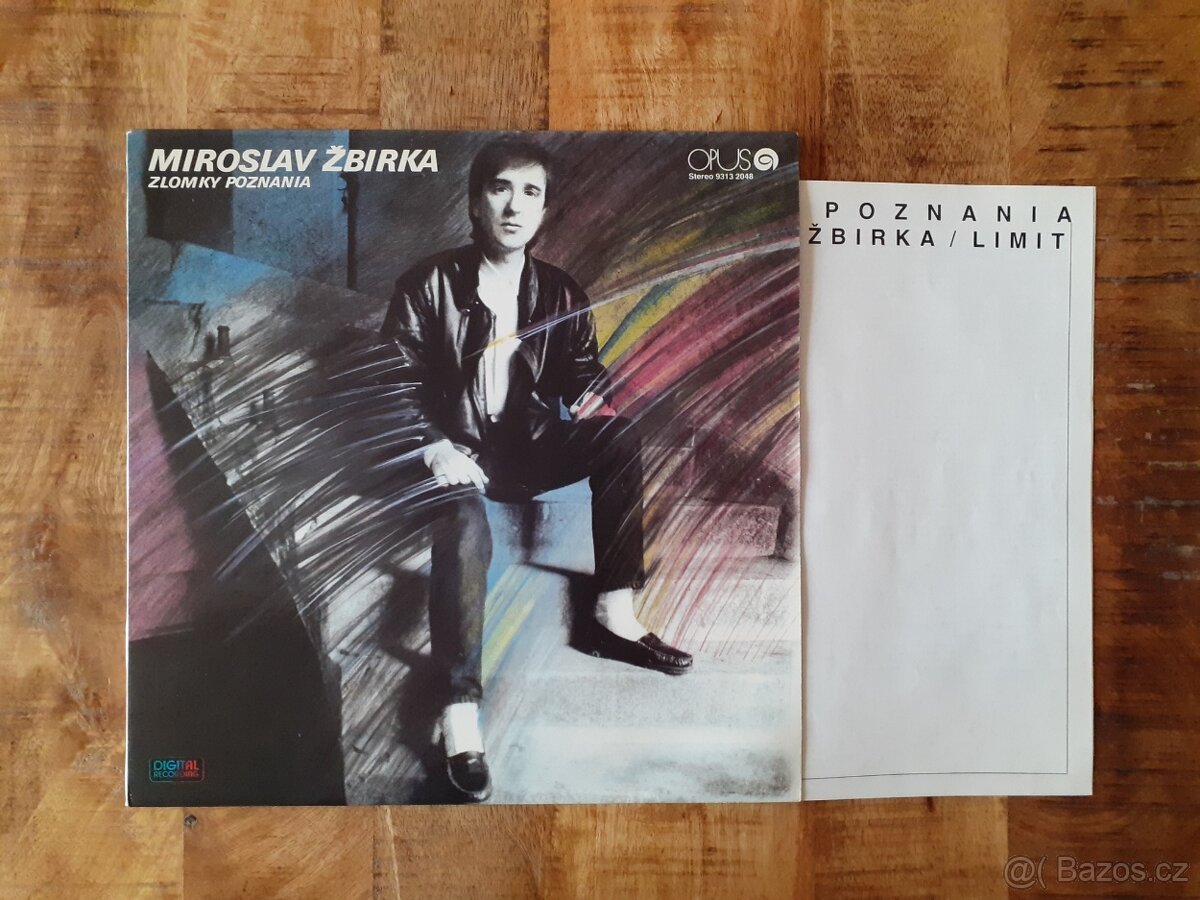 MIROSLAV ŽBIRKA
ZLOMKY POZNANIA
OPUS
Stereo 9313 2048
DIGITAL
RECORDING
POZNANIA
ŽBIRKA / LIMIT
@( Bazos.cz